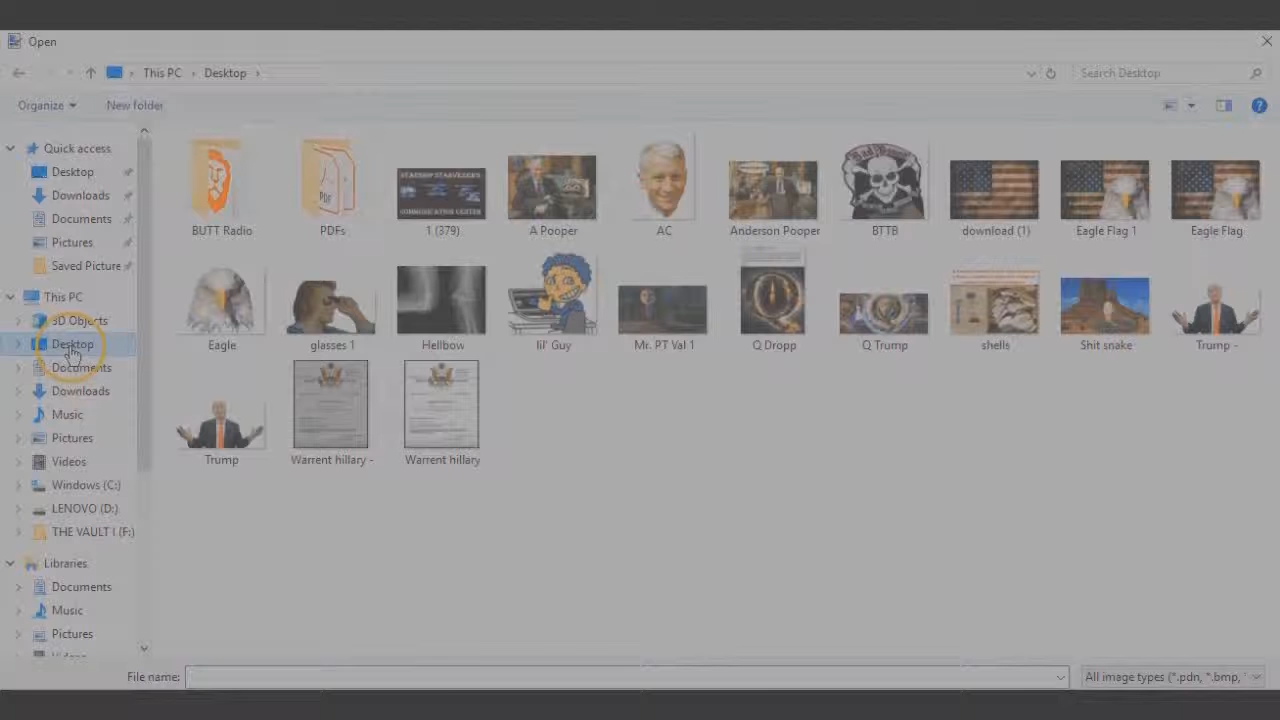 Open
This PC
Desktop
Search Desktop
Organize
New folder
Quick access
Desktop
Downloads
Documents
Pictures
Saved Picture
This PC
3D Objects
Desktop
Documents
Downloads
Music
Pictures
Videos
Windows (C:)
LENOVO (D:)
THE VAULT I (F:)
Libraries
Documents
Music
Pictures
PDF
COMMUNICATION CENTER
BUTT Radio
PDFs
1 (379)
A Pooper
AC
Anderson Pooper
BTTB
download (1)
Eagle Flag 1
Eagle Flag
Eagle
glasses 1
Hellbow
lil' Guy
Mr. PT Val 1
Q Dropp
Q Trump
shells
Shit snake
Trump -
Trump
Warrent hillary -
Warrent hillary
File name:
All image types (*.pdn, *.bmp,